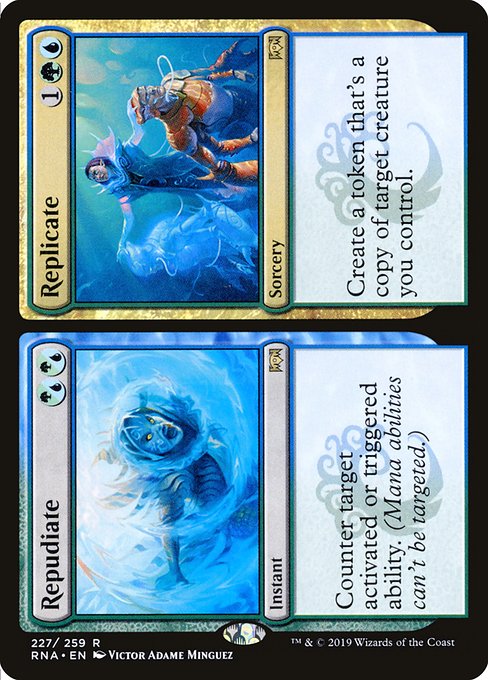 Repudiate
Instant
Counter target
activated or triggered
ability. (Mana abilities
can't be targeted.)
Replicate
1
Sorcery
Create a token that's a
copy of target creature
you control.
227/259 R
RNA • EN VICTOR ADAME MINGUEZ
™ & © 2019 Wizards of the Coast